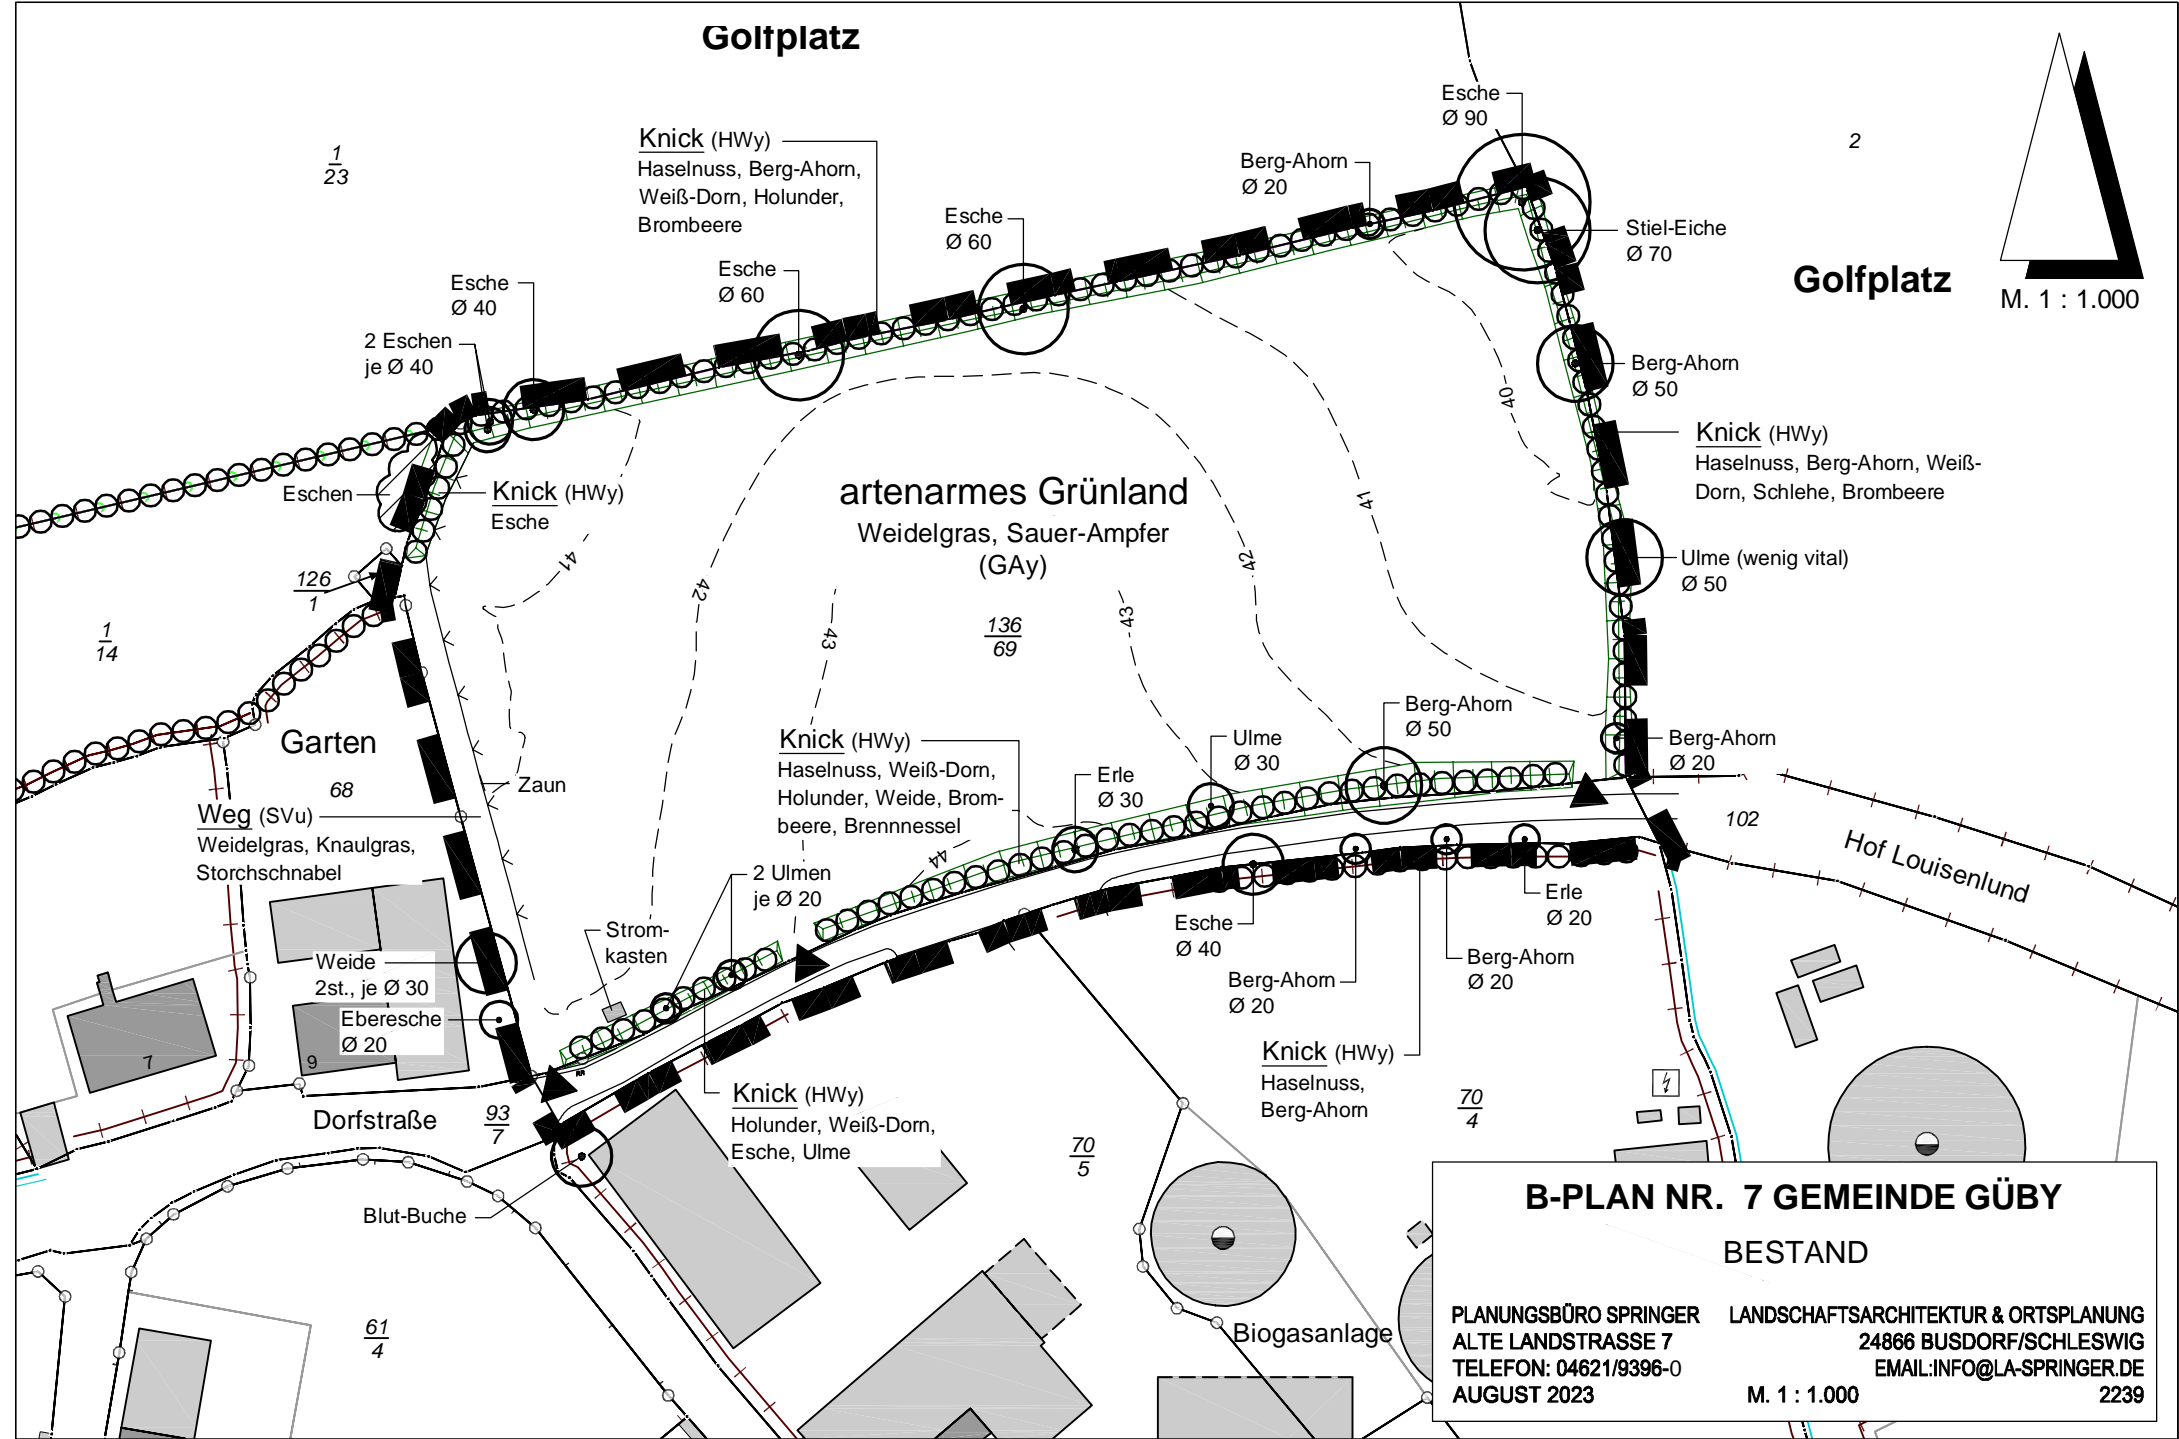 Golfplatz
Esche
Ø 90
2
1
23
Knick (HWy)
Haselnuss, Berg-Ahorn,
Weiß-Dorn, Holunder,
Brombeere
Berg-Ahorn
Ø 20
Esche
Ø 60
Stiel-Eiche
Ø 70
Golfplatz
M. 1 : 1.000
Esche
Ø 60
Esche
Ø 40
2 Eschen
je Ø 40
Berg-Ahorn
Ø 50
40
Knick (HWy)
Haselnuss, Berg-Ahorn, Weiß-
Dorn, Schlehe, Brombeere
Eschen
Knick (HWy)
Esche
artenarmes Grünland
Weidelgras, Sauer-Ampfer
(GAy)
41
41
42
42
43
43
Ulme (wenig vital)
Ø 50
126
1
1
14
136
69
Garten
68
Zaun
Weg (SVu)
Weidelgras, Knaulgras,
Storchschnabel
Knick (HWy)
Haselnuss, Weiß-Dorn,
Holunder, Weide, Brom-
beere, Brennnessel
44
Erle
Ø 30
Ulme
Ø 30
Berg-Ahorn
Ø 50
Berg-Ahorn
Ø 20
102
Hof Louisenlund
2 Ulmen
je Ø 20
Strom-
kasten
Weide
2st., je Ø 30
Eberesche
Ø 20
7
9
Esche
Ø 40
Erle
Ø 20
Berg-Ahorn
Ø 20
Berg-Ahorn
Ø 20
Knick (HWy)
Haselnuss,
Berg-Ahorn
RR
Dorfstraße
93
7
Knick (HWy)
Holunder, Weiß-Dorn,
Esche, Ulme
70
5
70
4
Blut-Buche
61
4
Biogasanlage
B-PLAN NR. 7 GEMEINDE GÜBY
BESTAND
PLANUNGSBÜRO SPRINGER LANDSCHAFTSARCHITEKTUR & ORTSPLANUNG
ALTE LANDSTRASSE 7 24866 BUSDORF/SCHLESWIG
TELEFON: 04621/9396-0 EMAIL:INFO@LA-SPRINGER.DE
AUGUST 2023 M. 1 : 1.000 2239